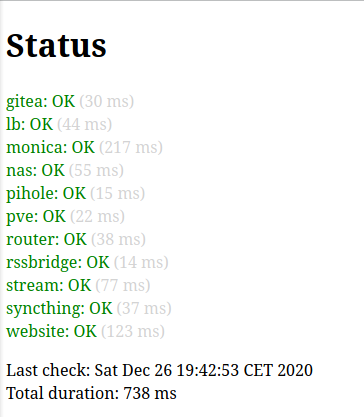 Status
gitea: OK (30 ms)
lb: OK (44 ms)
monica: OK (217 ms)
nas: OK (55 ms)
pihole: OK (15 ms)
pve: OK (22 ms)
router: OK (38 ms)
rssbridge: OK (14 ms)
stream: OK (77 ms)
syncthing: OK (37 ms)
website: OK (123 ms)
Last check: Sat Dec 26 19:42:53 CET 2020
Total duration: 738 ms